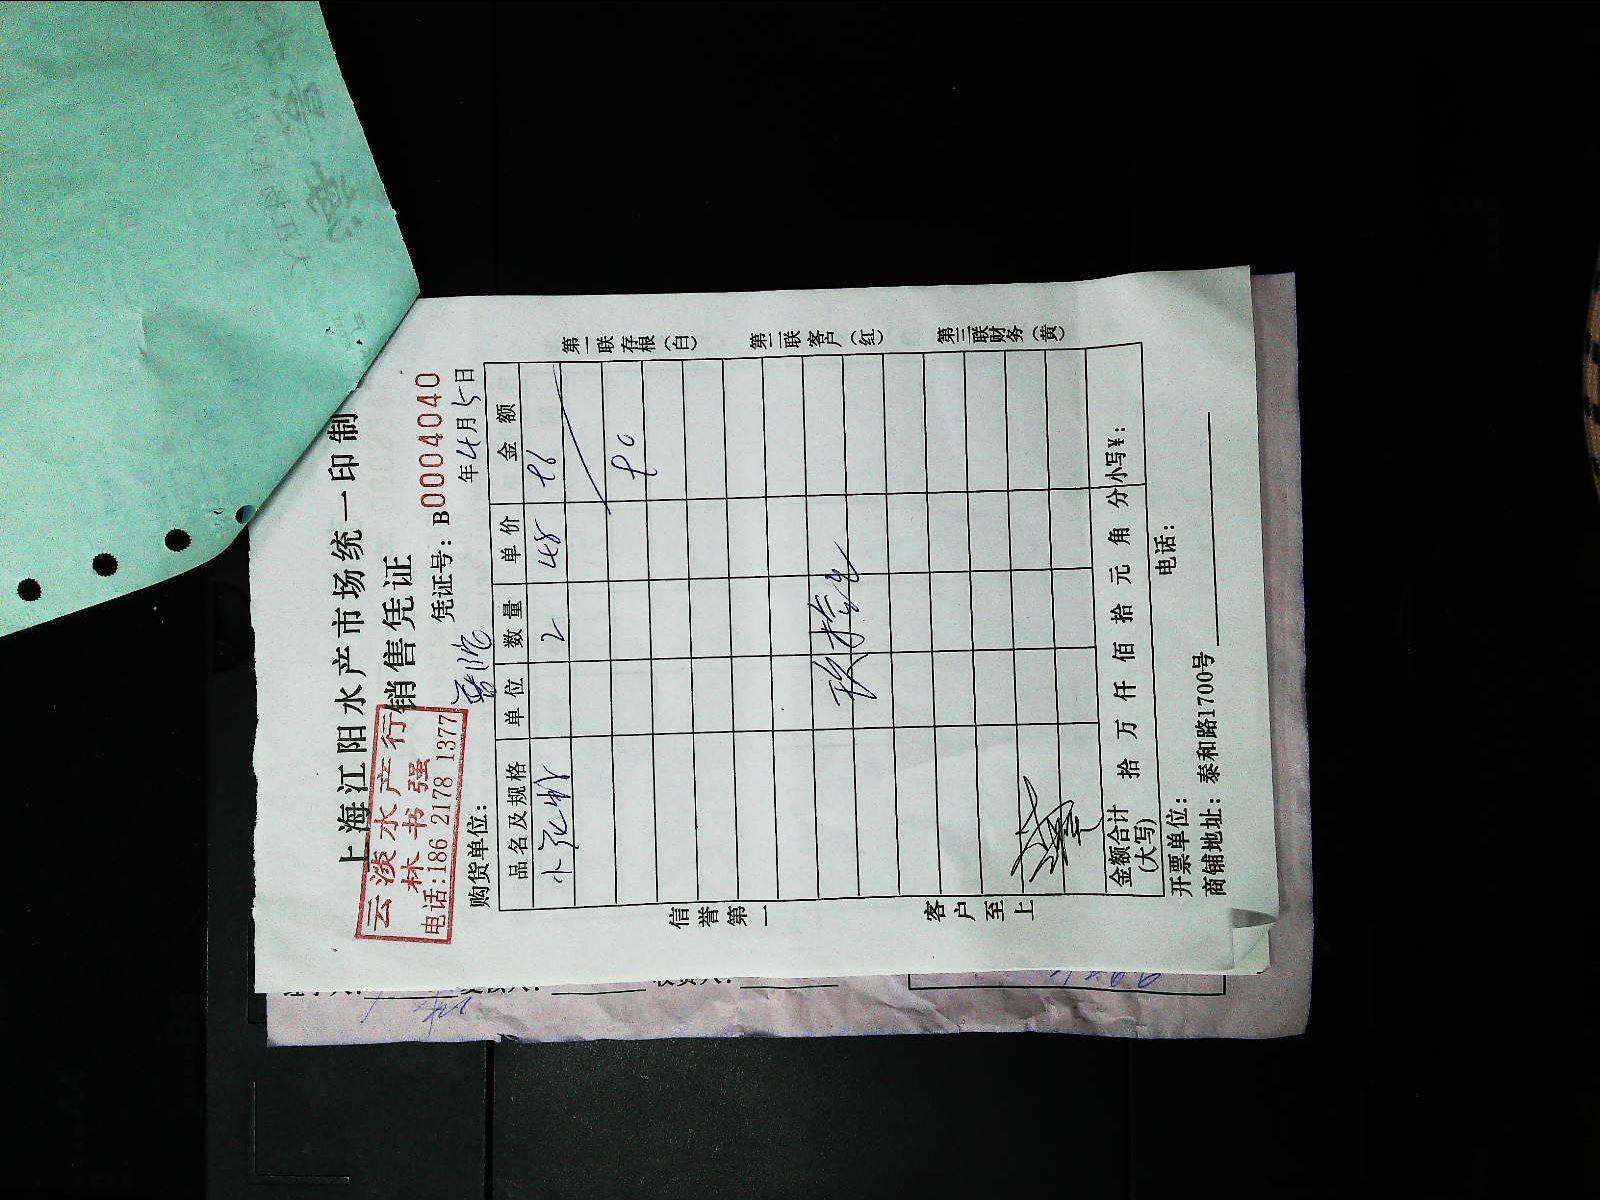 上海江阳水产市场统一印制
销售凭证
云淡水产行
林书强
电话:186 2178 1377
凭证号: B0004040
购货单位:
年4月5日
品名及规格 单位 数量 单价 金额
2 48 96
90
玖拾元
金额合计(大写) 拾 万 仟 佰 拾 元 角 分 小写¥:
开票单位: 电话:
商铺地址: 泰和路1700号
第一联存根(白)
第二联客户(红)
第三联财务(黄)
信誉第一
客户至上